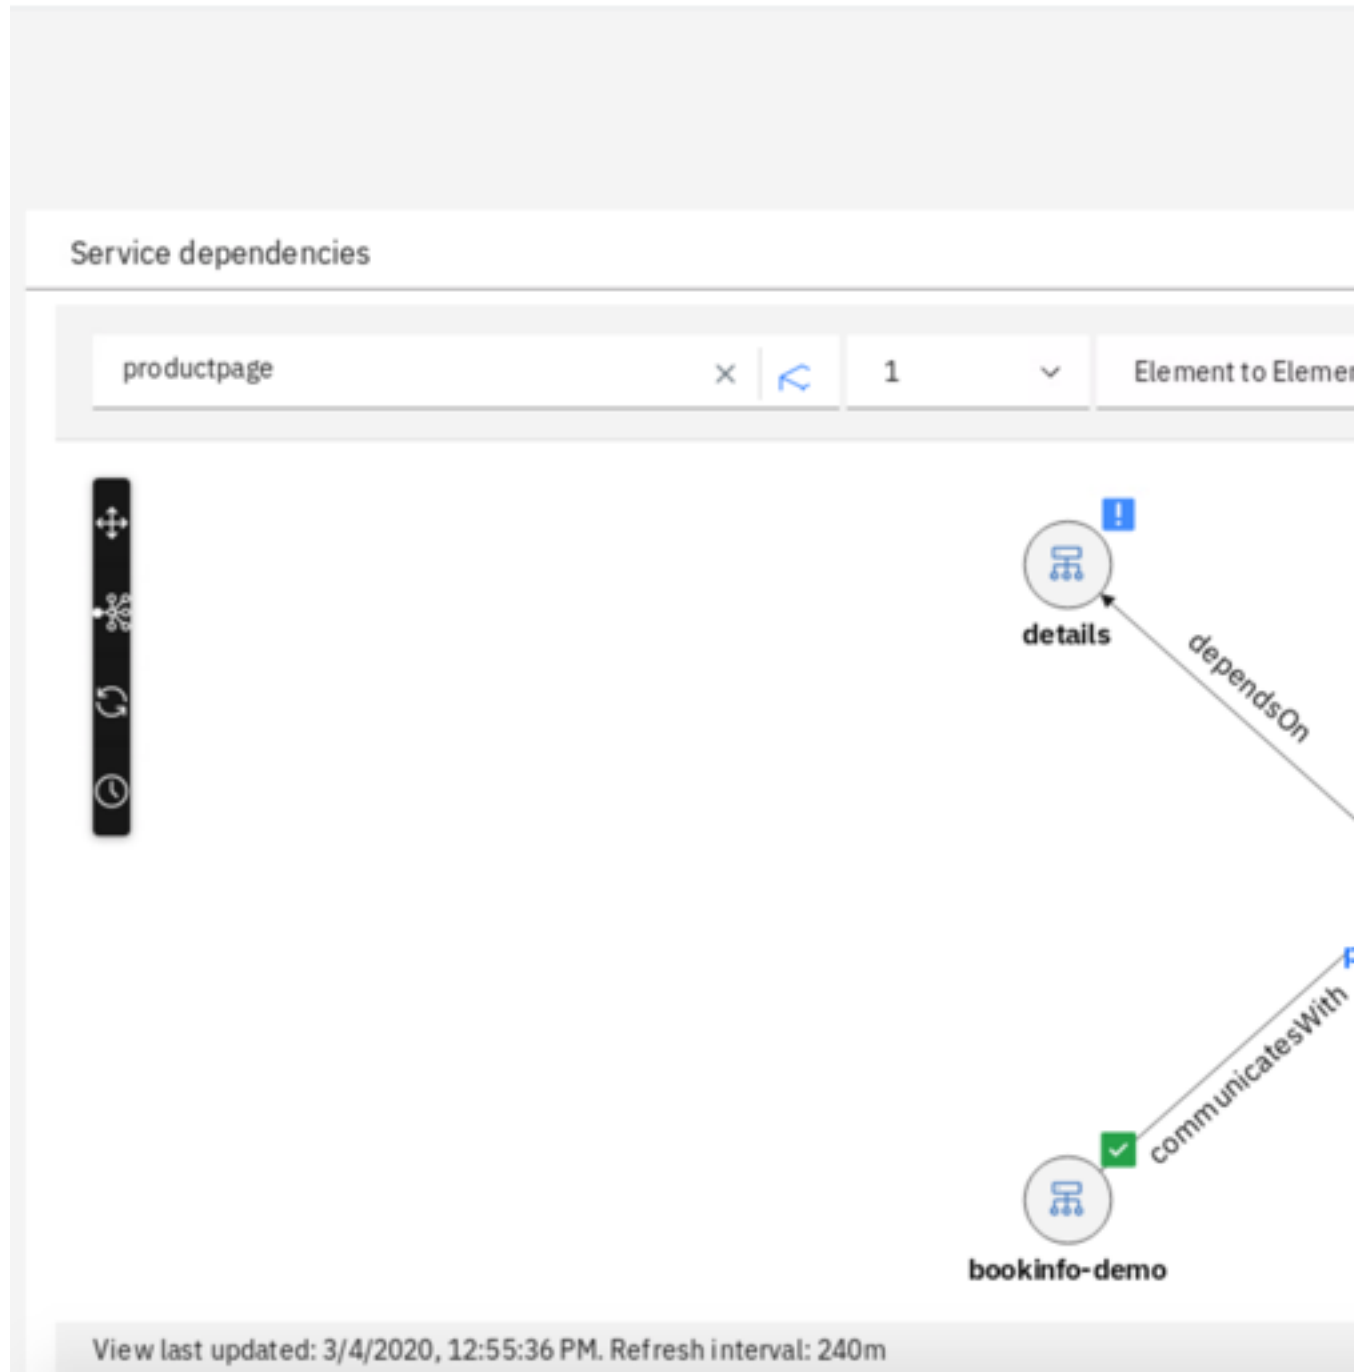 Service dependencies
productpage
1
Element to Elemen
!
details
dependsOn
communicatesWith
bookinfo-demo
View last updated: 3/4/2020, 12:55:36 PM. Refresh interval: 240m